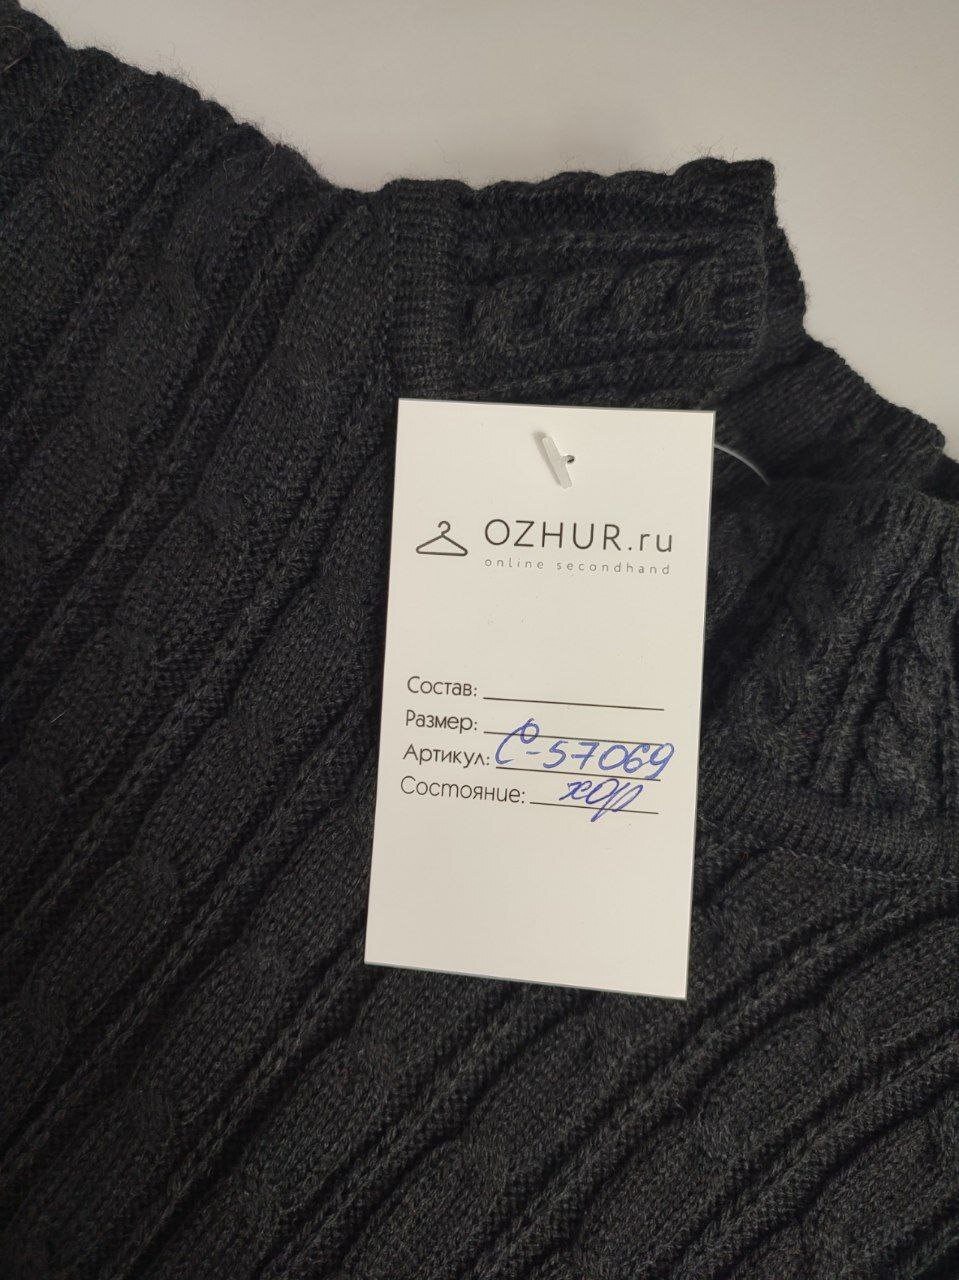 OZHUR.ru
online secondhand
Состав:
Размер:
Артикул: С-57069
Состояние: хор